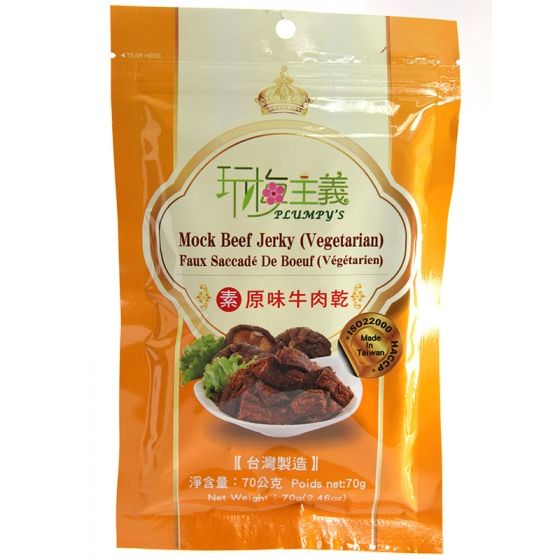 TEAR HERE
TEAR HERE
玩梅主義
PLUMPY'S
Mock Beef Jerky (Vegetarian)
Faux Saccadé De Boeuf (Végétarien)
素 原味牛肉乾
ISO22000
HACCP
Made
In
Taiwan
【台灣製造】
淨含量：70公克 Poids net:70g
Net Weight: 70g(2.46oz)